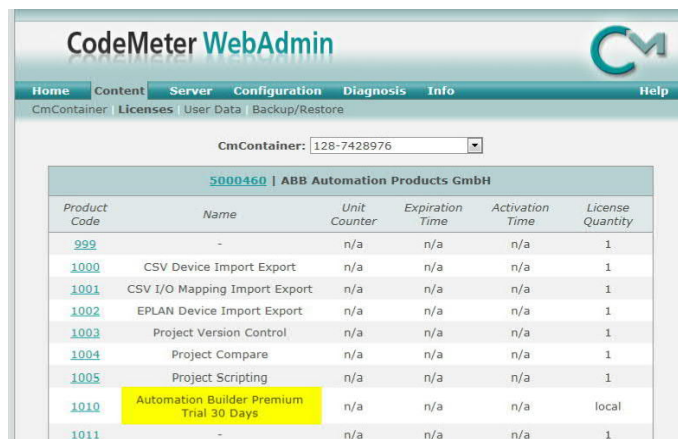 CodeMeter WebAdmin
CM
Home Content Server Configuration Diagnosis Info Help
CmContainer | Licenses | User Data | Backup/Restore
CmContainer: 128-7428976
5000460 | ABB Automation Products GmbH
Product Code Name Unit Counter Expiration Time Activation Time License Quantity
999 - n/a n/a n/a 1
1000 CSV Device Import Export n/a n/a n/a 1
1001 CSV I/O Mapping Import Export n/a n/a n/a 1
1002 EPLAN Device Import Export n/a n/a n/a 1
1003 Project Version Control n/a n/a n/a 1
1004 Project Compare n/a n/a n/a 1
1005 Project Scripting n/a n/a n/a 1
1010 Automation Builder Premium Trial 30 Days n/a n/a n/a local
1011 - n/a n/a n/a 1